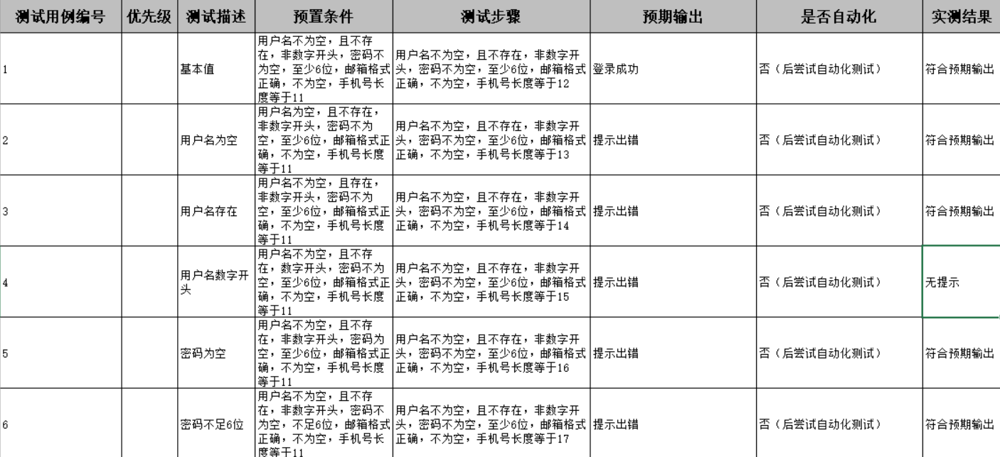 测试用例编号 优先级 测试描述 预置条件 测试步骤 预期输出 是否自动化 实测结果
1
基本值
用户名不为空，且不存
在，非数字开头，密码不
为空，至少6位，邮箱格式
正确，不为空，手机号长
度等于11
用户名不为空，且不存在，非数字开
头，密码不为空，至少6位，邮箱格式
正确，不为空，手机号长度等于12
登录成功
否（后尝试自动化测试）
符合预期输出
2
用户名为空
用户名为空，且不存在，
非数字开头，密码不为
空，至少6位，邮箱格式正
确，不为空，手机号长度
等于11
用户名不为空，且不存在，非数字开
头，密码不为空，至少6位，邮箱格式
正确，不为空，手机号长度等于13
提示出错
否（后尝试自动化测试）
符合预期输出
3
用户名存在
用户名不为空，且存在，
非数字开头，密码不为
空，至少6位，邮箱格式正
确，不为空，手机号长度
等于11
用户名不为空，且不存在，非数字开
头，密码不为空，至少6位，邮箱格式
正确，不为空，手机号长度等于14
提示出错
否（后尝试自动化测试）
符合预期输出
4
用户名数字开
头
用户名不为空，且不存
在，数字开头，密码不为
空，至少6位，邮箱格式正
确，不为空，手机号长度
等于11
用户名不为空，且不存在，非数字开
头，密码不为空，至少6位，邮箱格式
正确，不为空，手机号长度等于15
提示出错
否（后尝试自动化测试）
无提示
5
密码为空
用户名不为空，且不存
在，非数字开头，密码为
空，至少6位，邮箱格式正
确，不为空，手机号长度
等于11
用户名不为空，且不存在，非数字开
头，密码不为空，至少6位，邮箱格式
正确，不为空，手机号长度等于16
提示出错
否（后尝试自动化测试）
符合预期输出
6
密码不足6位
用户名不为空，且不存
在，非数字开头，密码不
为空，不足6位，邮箱格式
正确，不为空，手机号长
度等于11
用户名不为空，且不存在，非数字开
头，密码不为空，至少6位，邮箱格式
正确，不为空，手机号长度等于17
提示出错
否（后尝试自动化测试）
符合预期输出